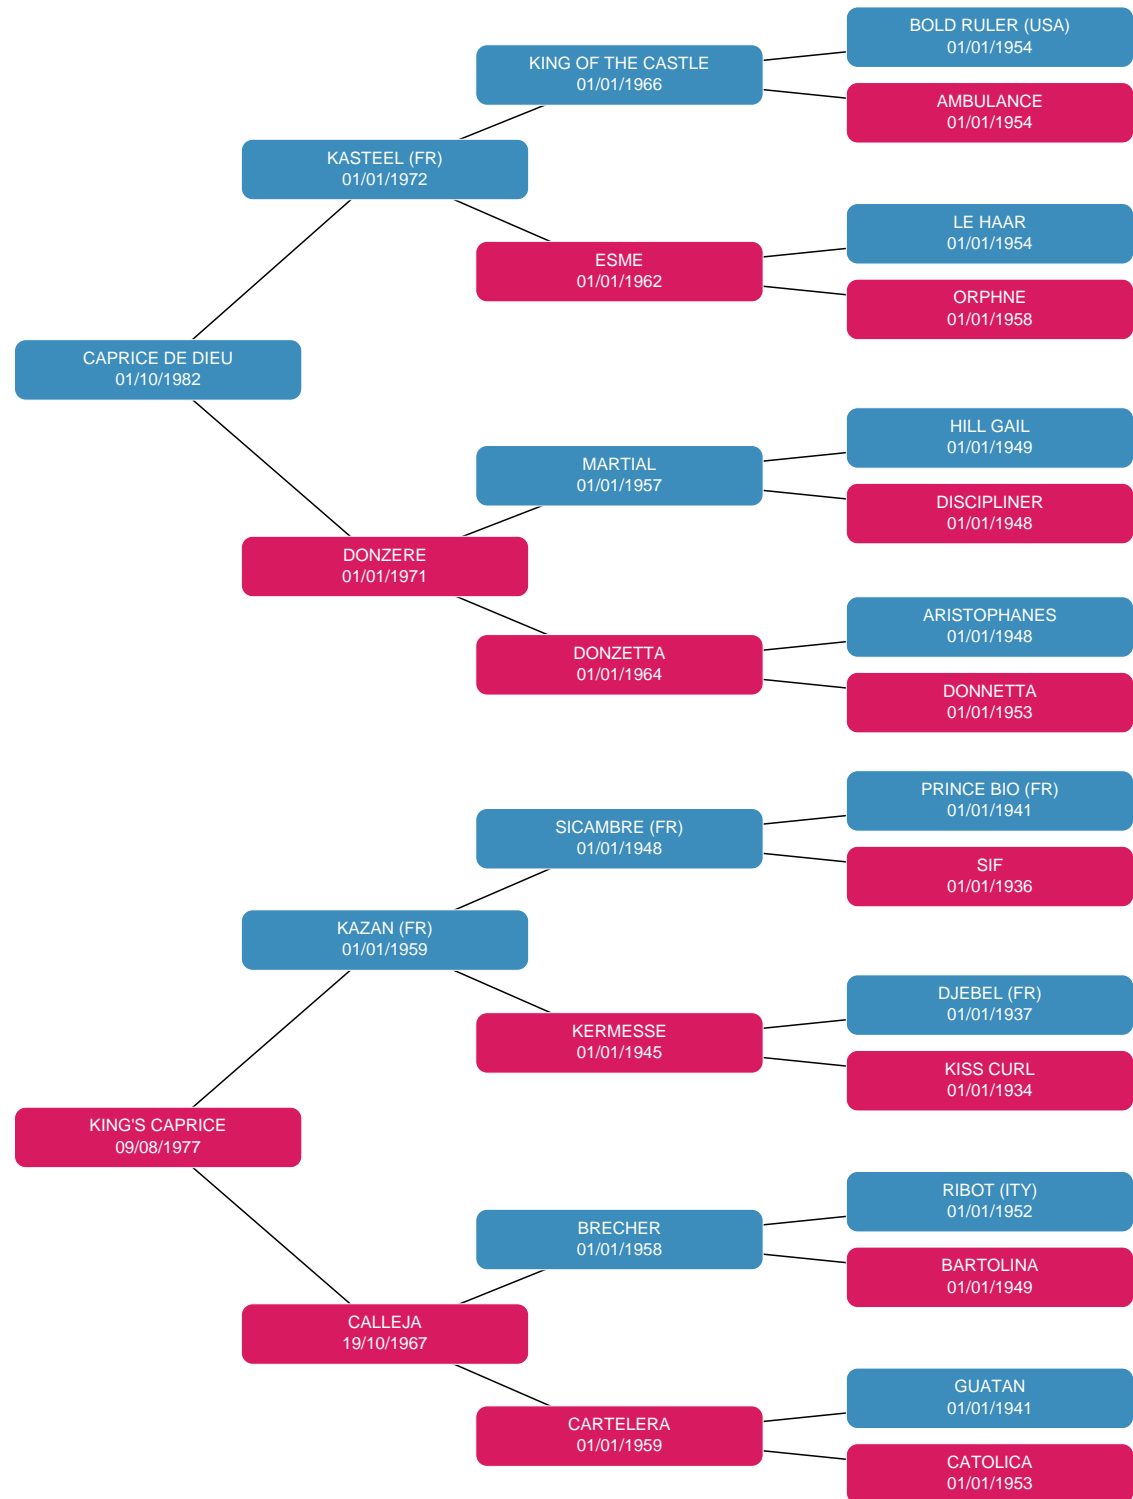 BOLD RULER (USA)
01/01/1954
KING OF THE CASTLE
01/01/1966
AMBULANCE
01/01/1954
KASTEEL (FR)
01/01/1972
LE HAAR
01/01/1954
ESME
01/01/1962
ORPHNE
01/01/1958
CAPRICE DE DIEU
01/10/1982
HILL GAIL
01/01/1949
MARTIAL
01/01/1957
DISCIPLINER
01/01/1948
DONZERE
01/01/1971
ARISTOPHANES
01/01/1948
DONZETTA
01/01/1964
DONNETTA
01/01/1953
PRINCE BIO (FR)
01/01/1941
SICAMBRE (FR)
01/01/1948
SIF
01/01/1936
KAZAN (FR)
01/01/1959
DJEBEL (FR)
01/01/1937
KERMESSE
01/01/1945
KISS CURL
01/01/1934
KING'S CAPRICE
09/08/1977
RIBOT (ITY)
01/01/1952
BRECHER
01/01/1958
BARTOLINA
01/01/1949
CALLEJA
19/10/1967
GUATAN
01/01/1941
CARTELERA
01/01/1959
CATOLICA
01/01/1953